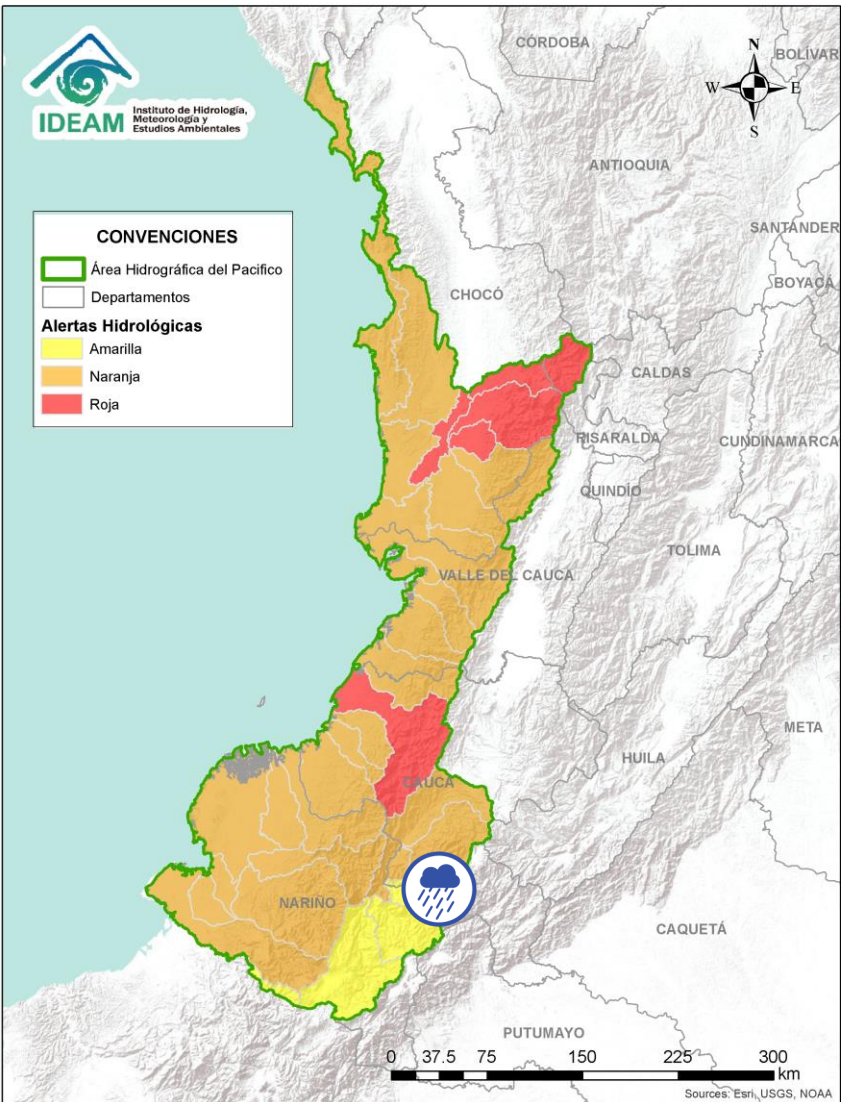 IDEAM
Instituto de Hidrología,
Meteorología y
Estudios Ambientales
N
W
E
S
CÓRDOBA
BOLIVAR
ANTIOQUIA
SANTANDER
BOYACÁ
CHOCÓ
CALDAS
RISARALDA
CUNDINAMARCA
QUINDÍO
TOLIMA
VALLE DEL CAUCA
META
HUILA
CAUCA
NARIÑO
CAQUETÁ
PUTUMAYO
CONVENCIONES
Área Hidrográfica del Pacifico
Departamentos
Alertas Hidrológicas
Amarilla
Naranja
Roja
0 37.5 75 150 225 300
km
Sources: Esri, USGS, NOAA